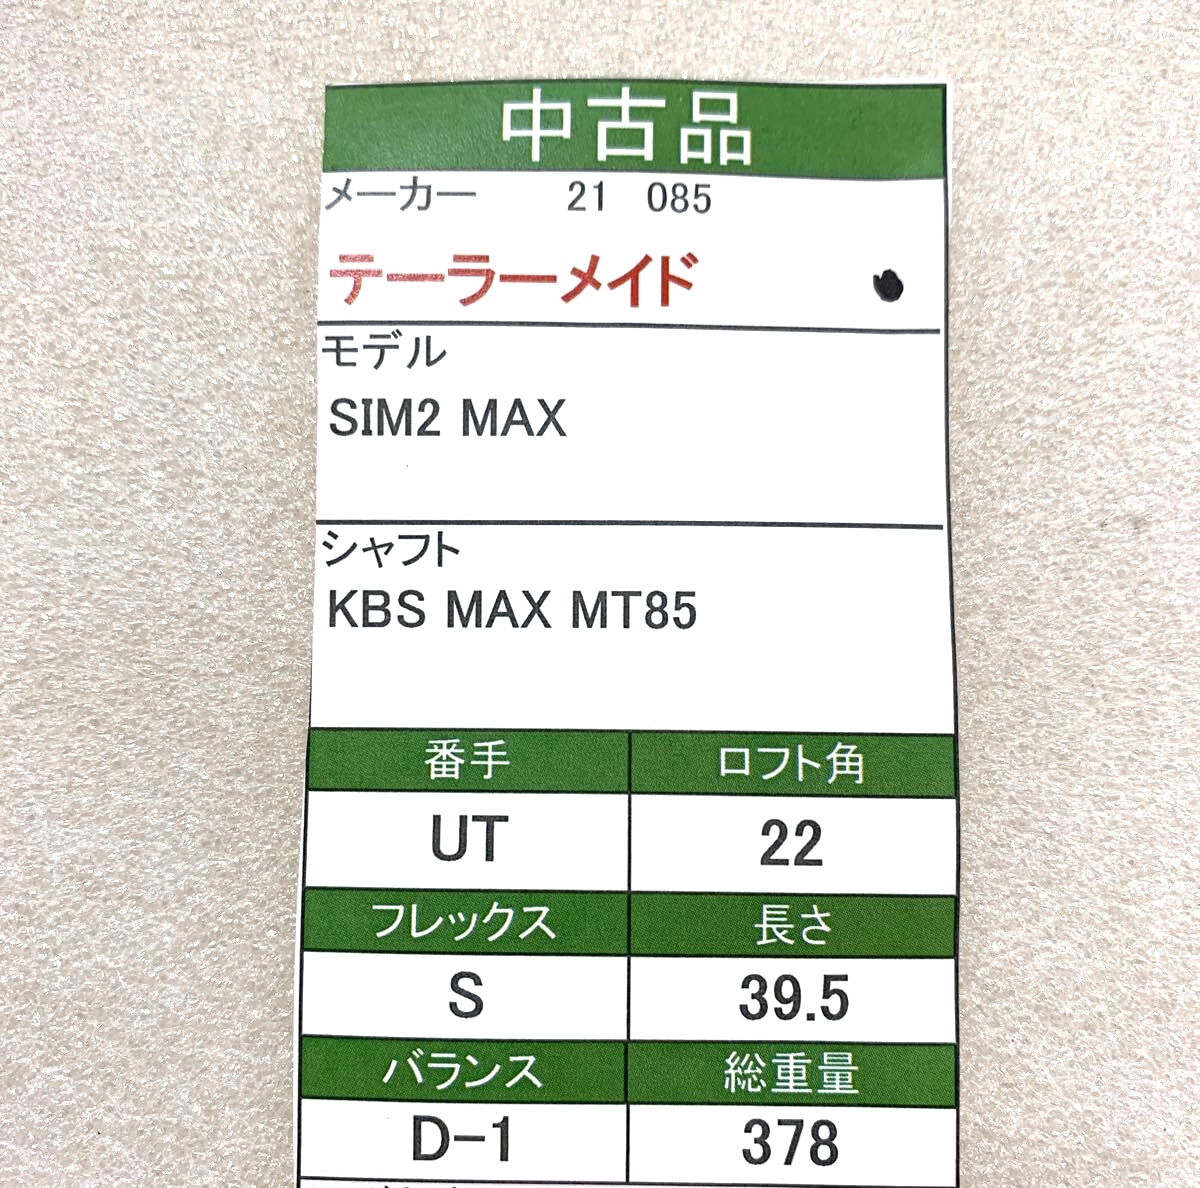 中古品
メーカー 21 085
テーラーメイド
モデル
SIM2 MAX
シャフト
KBS MAX MT85
番手 ロフト角
UT 22
フレックス 長さ
S 39.5
バランス 総重量
D-1 378